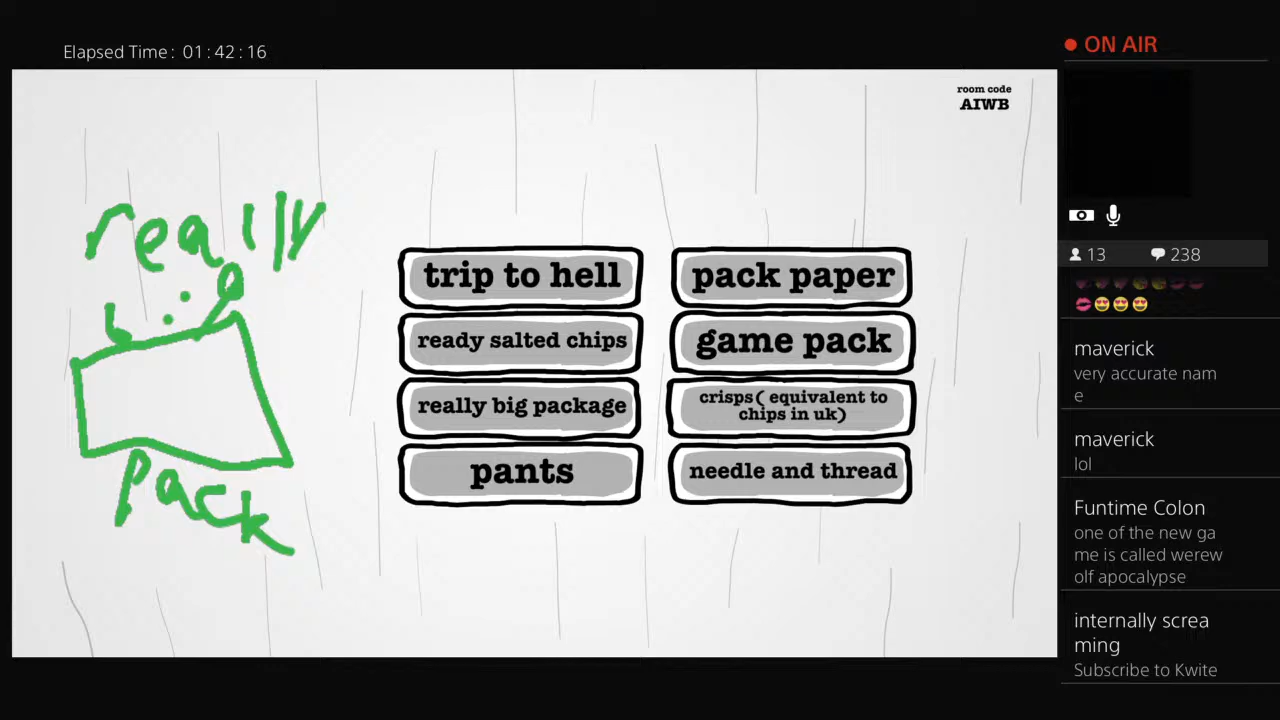 Elapsed Time: 01:42:16
ON AIR
room code
AIWB
really
big
pack
trip to hell
pack paper
ready salted chips
game pack
really big package
crisps( equivalent to
chips in uk)
pants
needle and thread
13
238
maverick
very accurate nam
e
maverick
lol
Funtime Colon
one of the new ga
me is called werew
olf apocalypse
internally screa
ming
Subscribe to Kwite